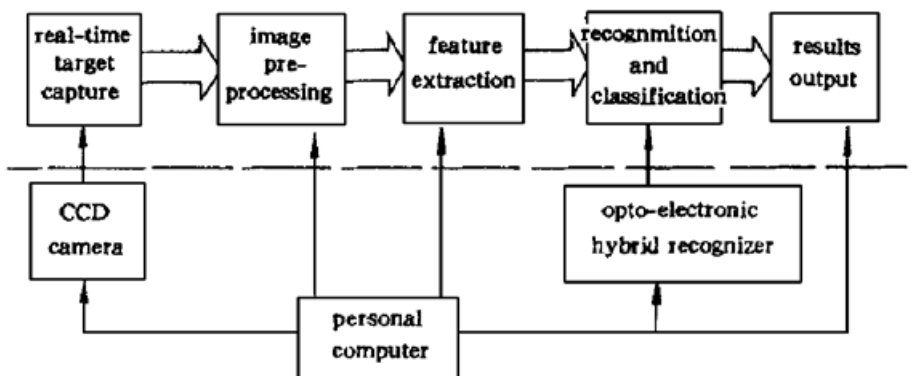 real-time
target
capture
image
pre-
processing
feature
extraction
recognmition
and
classification
results
output
CCD
camera
opto-electronic
hybrid recognizer
personal
computer